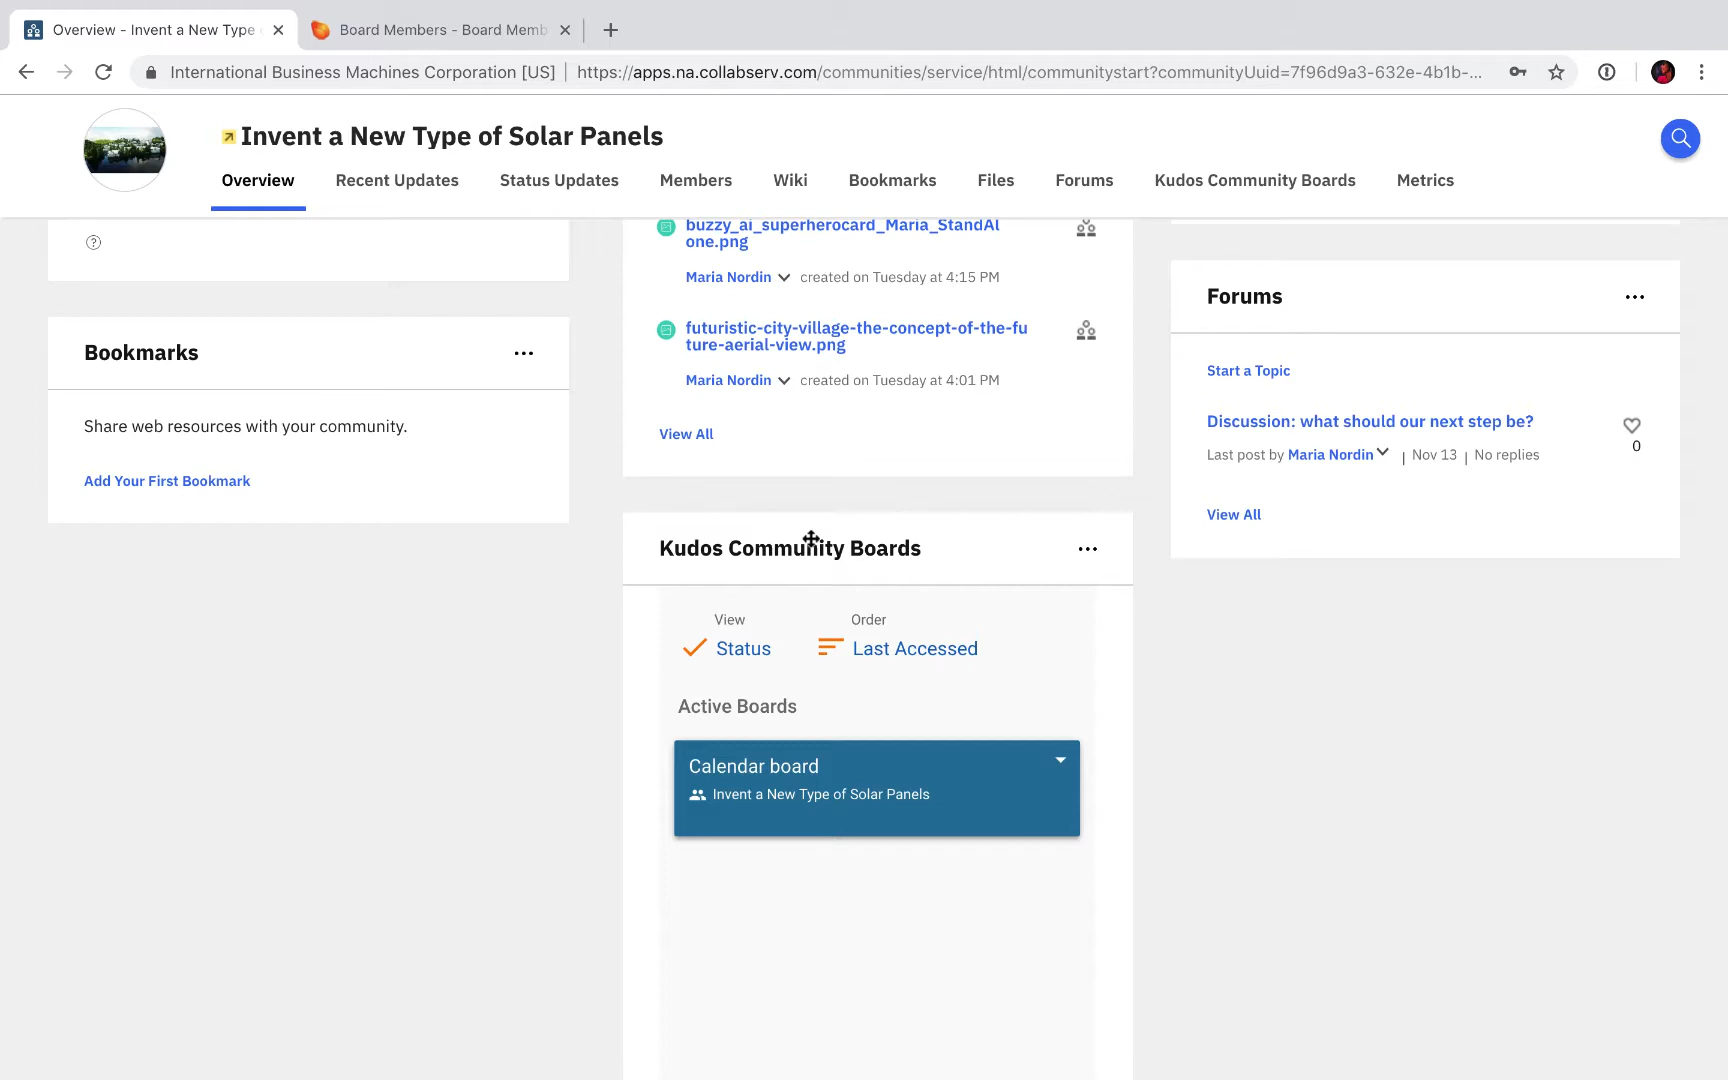 Overview - Invent a New Type
Board Members - Board Memb
International Business Machines Corporation [US] | https://apps.na.collabserv.com/communities/service/html/communitystart?communityUuid=7f96d9a3-632e-4b1b-...
Invent a New Type of Solar Panels
Overview Recent Updates Status Updates Members Wiki Bookmarks Files Forums Kudos Community Boards Metrics
?
Bookmarks
...
Share web resources with your community.
Add Your First Bookmark
buzzy_ai_superherocard_Maria_StandAl
one.png
Maria Nordin created on Tuesday at 4:15 PM
futuristic-city-village-the-concept-of-the-fu
ture-aerial-view.png
Maria Nordin created on Tuesday at 4:01 PM
View All
Kudos Community Boards
...
View
Status
Order
Last Accessed
Active Boards
Calendar board
Invent a New Type of Solar Panels
Forums
...
Start a Topic
Discussion: what should our next step be?
0
Last post by Maria Nordin | Nov 13 | No replies
View All